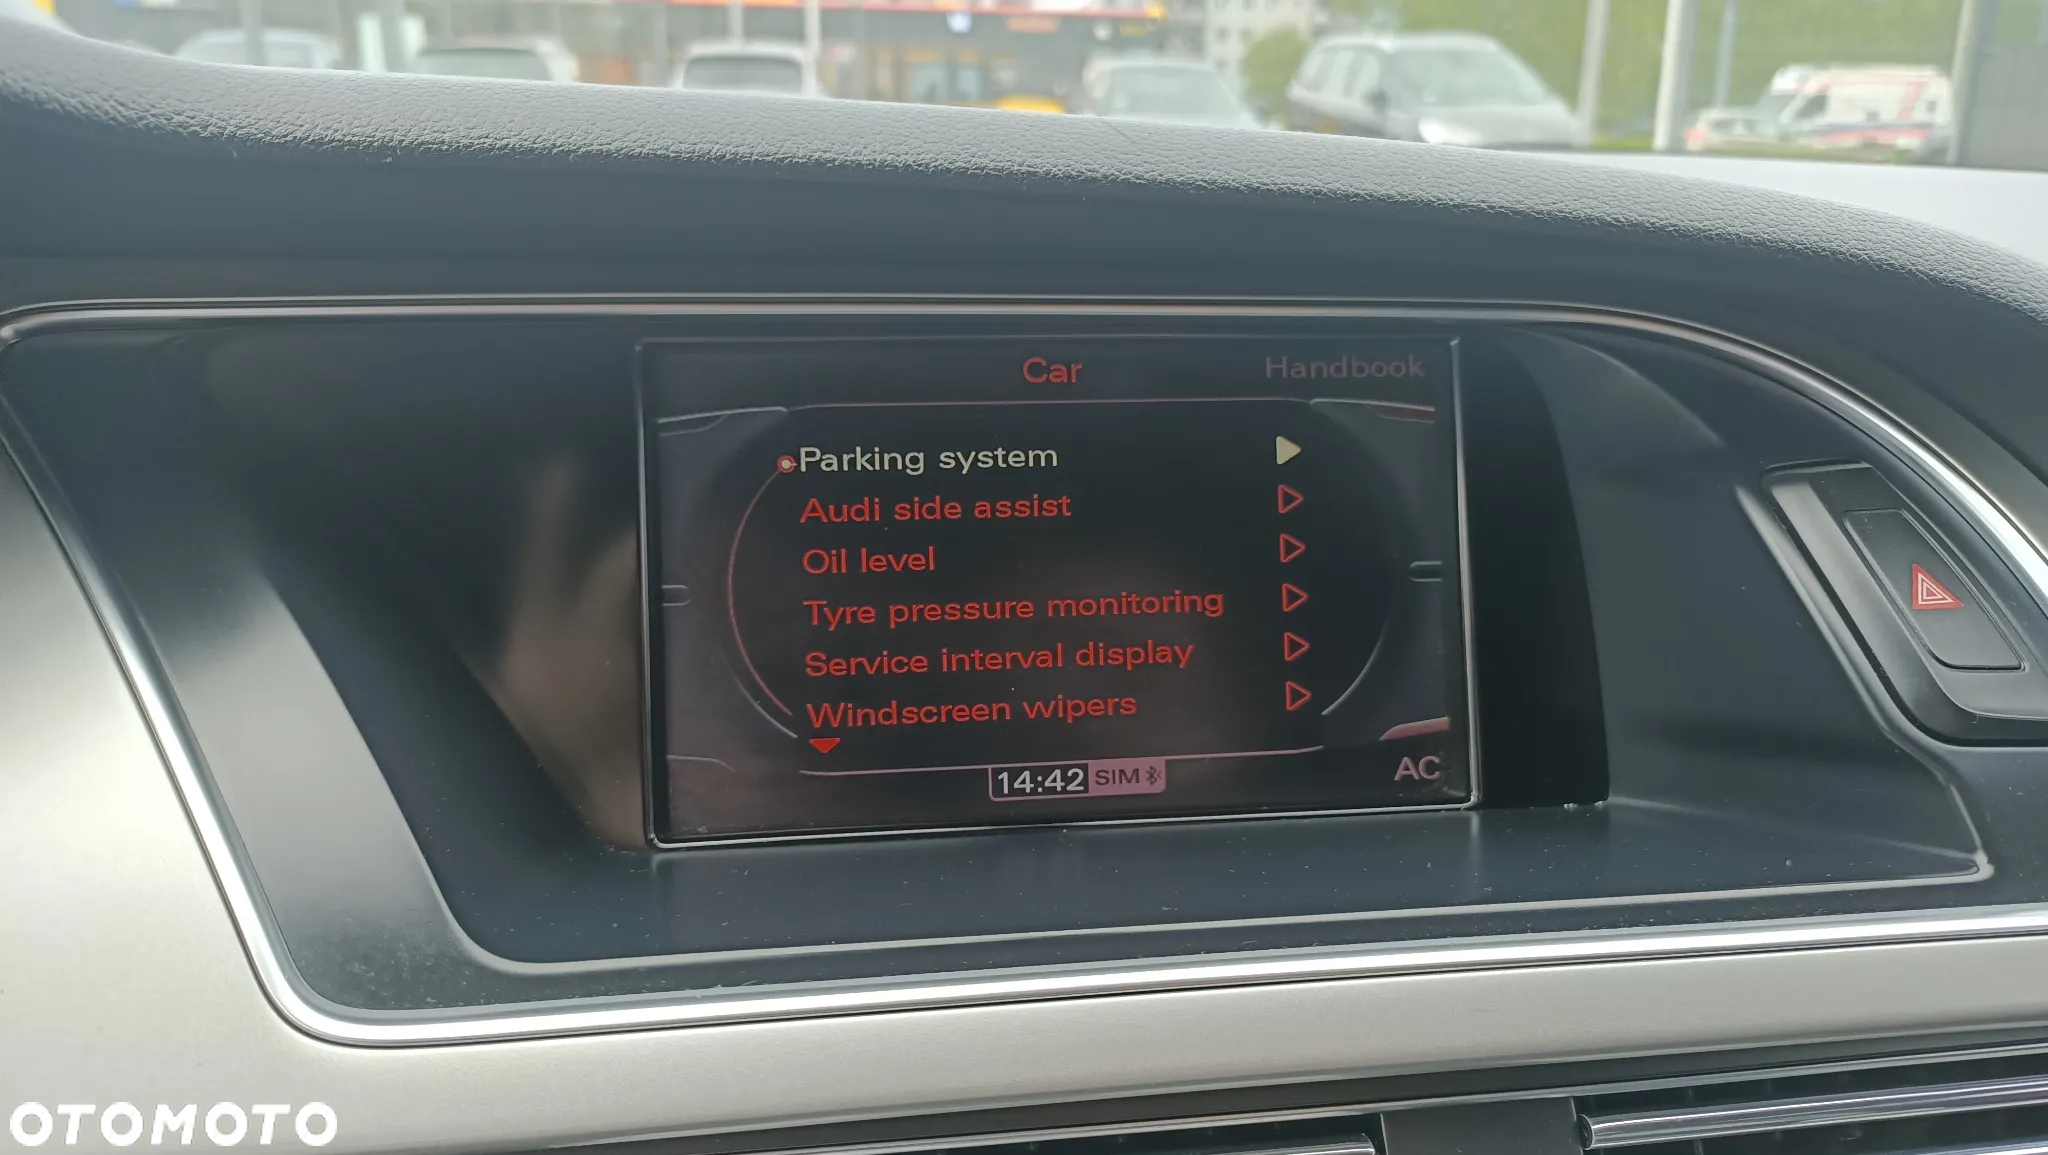 Car
Handbook
Parking system
Audi side assist
Oil level
Tyre pressure monitoring
Service interval display
Windscreen wipers
14:42 SIM
AC
OTOMOTO